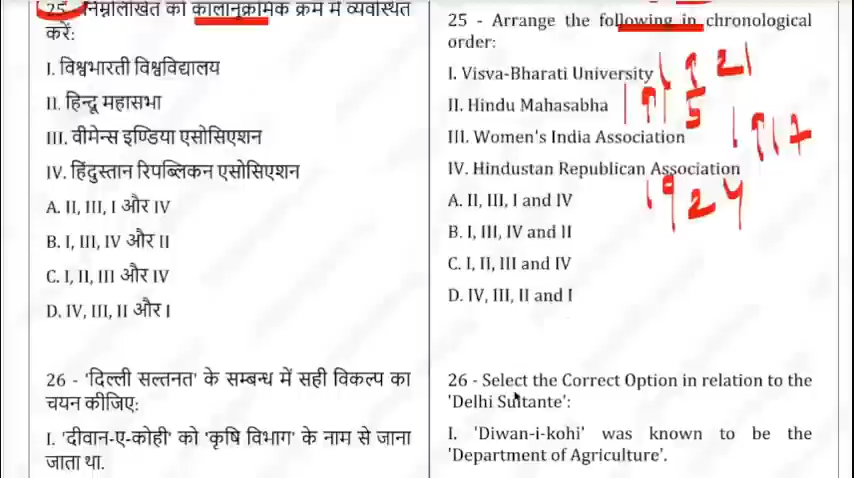 25 - निम्नलिखित को कालानुक्रमिक क्रम में व्यवस्थित
करें:
I. विश्वभारती विश्वविद्यालय
II. हिन्दू महासभा
III. वीमेन्स इण्डिया एसोसिएशन
IV. हिंदुस्तान रिपब्लिकन एसोसिएशन
A. II, III, I और IV
B. I, III, IV और II
C. I, II, III और IV
D. IV, III, II और I
26 - 'दिल्ली सल्तनत' के सम्बन्ध में सही विकल्प का
चयन कीजिए:
I. 'दीवान-ए-कोही' को 'कृषि विभाग' के नाम से जाना
जाता था.
25 - Arrange the following in chronological
order:
I. Visva-Bharati University 1921
II. Hindu Mahasabha 1915
III. Women's India Association 1917
IV. Hindustan Republican Association
1924
A. II, III, I and IV
B. I, III, IV and II
C. I, II, III and IV
D. IV, III, II and I
26 - Select the Correct Option in relation to the
'Delhi Sultante':
I. 'Diwan-i-kohi' was known to be the
'Department of Agriculture'.